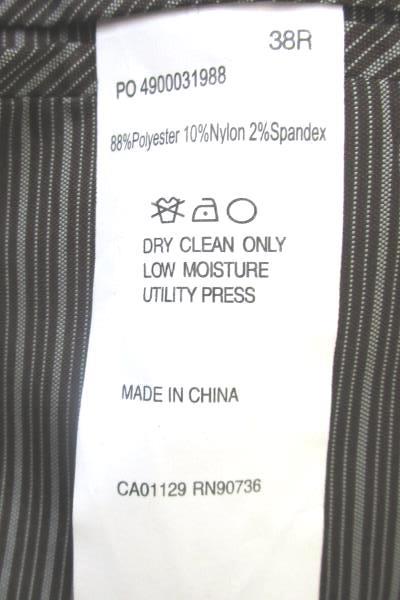 38R
PO 4900031988
88%Polyester 10%Nylon 2%Spandex
DRY CLEAN ONLY
LOW MOISTURE
UTILITY PRESS
MADE IN CHINA
CA01129 RN90736